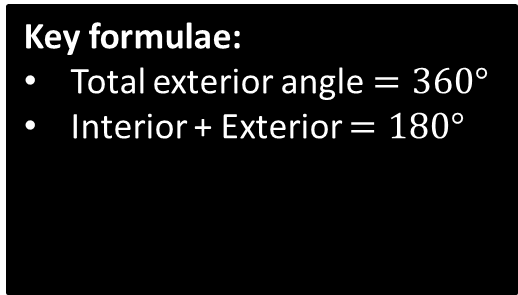 Key formulae:
• Total exterior angle = 360°
• Interior + Exterior = 180°